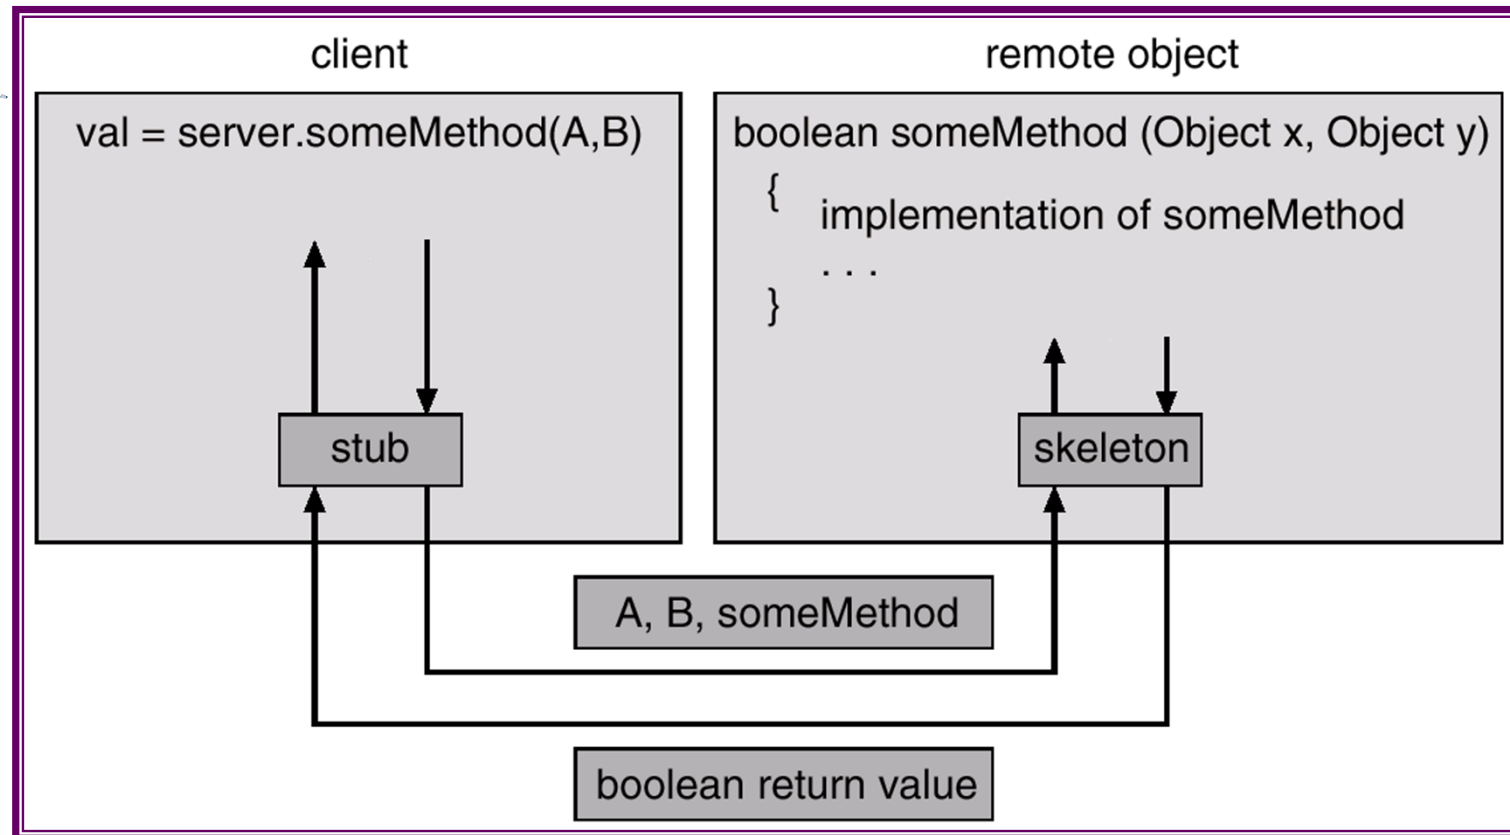 client
val = server.someMethod(A,B)
stub
remote object
boolean someMethod (Object x, Object y)
{
implementation of someMethod
. . .
}
skeleton
A, B, someMethod
boolean return value